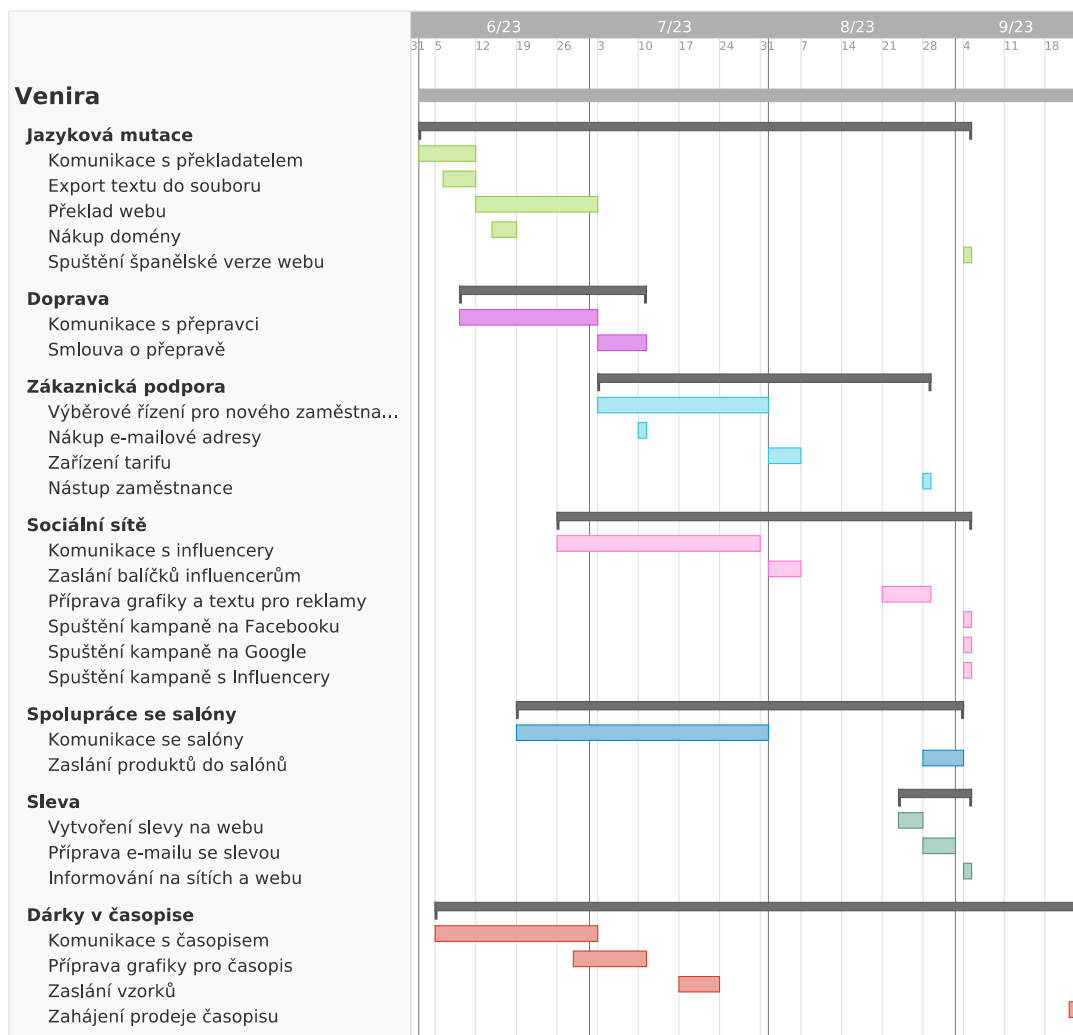 6/23 7/23 8/23 9/23
31 5 12 19 26 3 10 17 24 31 7 14 21 28 4 11 18
Venira
Jazyková mutace
Komunikace s překladatelem
Export textu do souboru
Překlad webu
Nákup domény
Spuštění španělské verze webu
Doprava
Komunikace s přepravci
Smlouva o přepravě
Zákaznická podpora
Výběrové řízení pro nového zaměstna...
Nákup e-mailové adresy
Zařízení tarifu
Nástup zaměstnance
Sociální sítě
Komunikace s influencery
Zaslání balíčků influencerům
Příprava grafiky a textu pro reklamy
Spuštění kampaně na Facebooku
Spuštění kampaně na Google
Spuštění kampaně s Influencery
Spolupráce se salóny
Komunikace se salóny
Zaslání produktů do salónů
Sleva
Vytvoření slevy na webu
Příprava e-mailu se slevou
Informování na sítích a webu
Dárky v časopise
Komunikace s časopisem
Příprava grafiky pro časopis
Zaslání vzorků
Zahájení prodeje časopisu